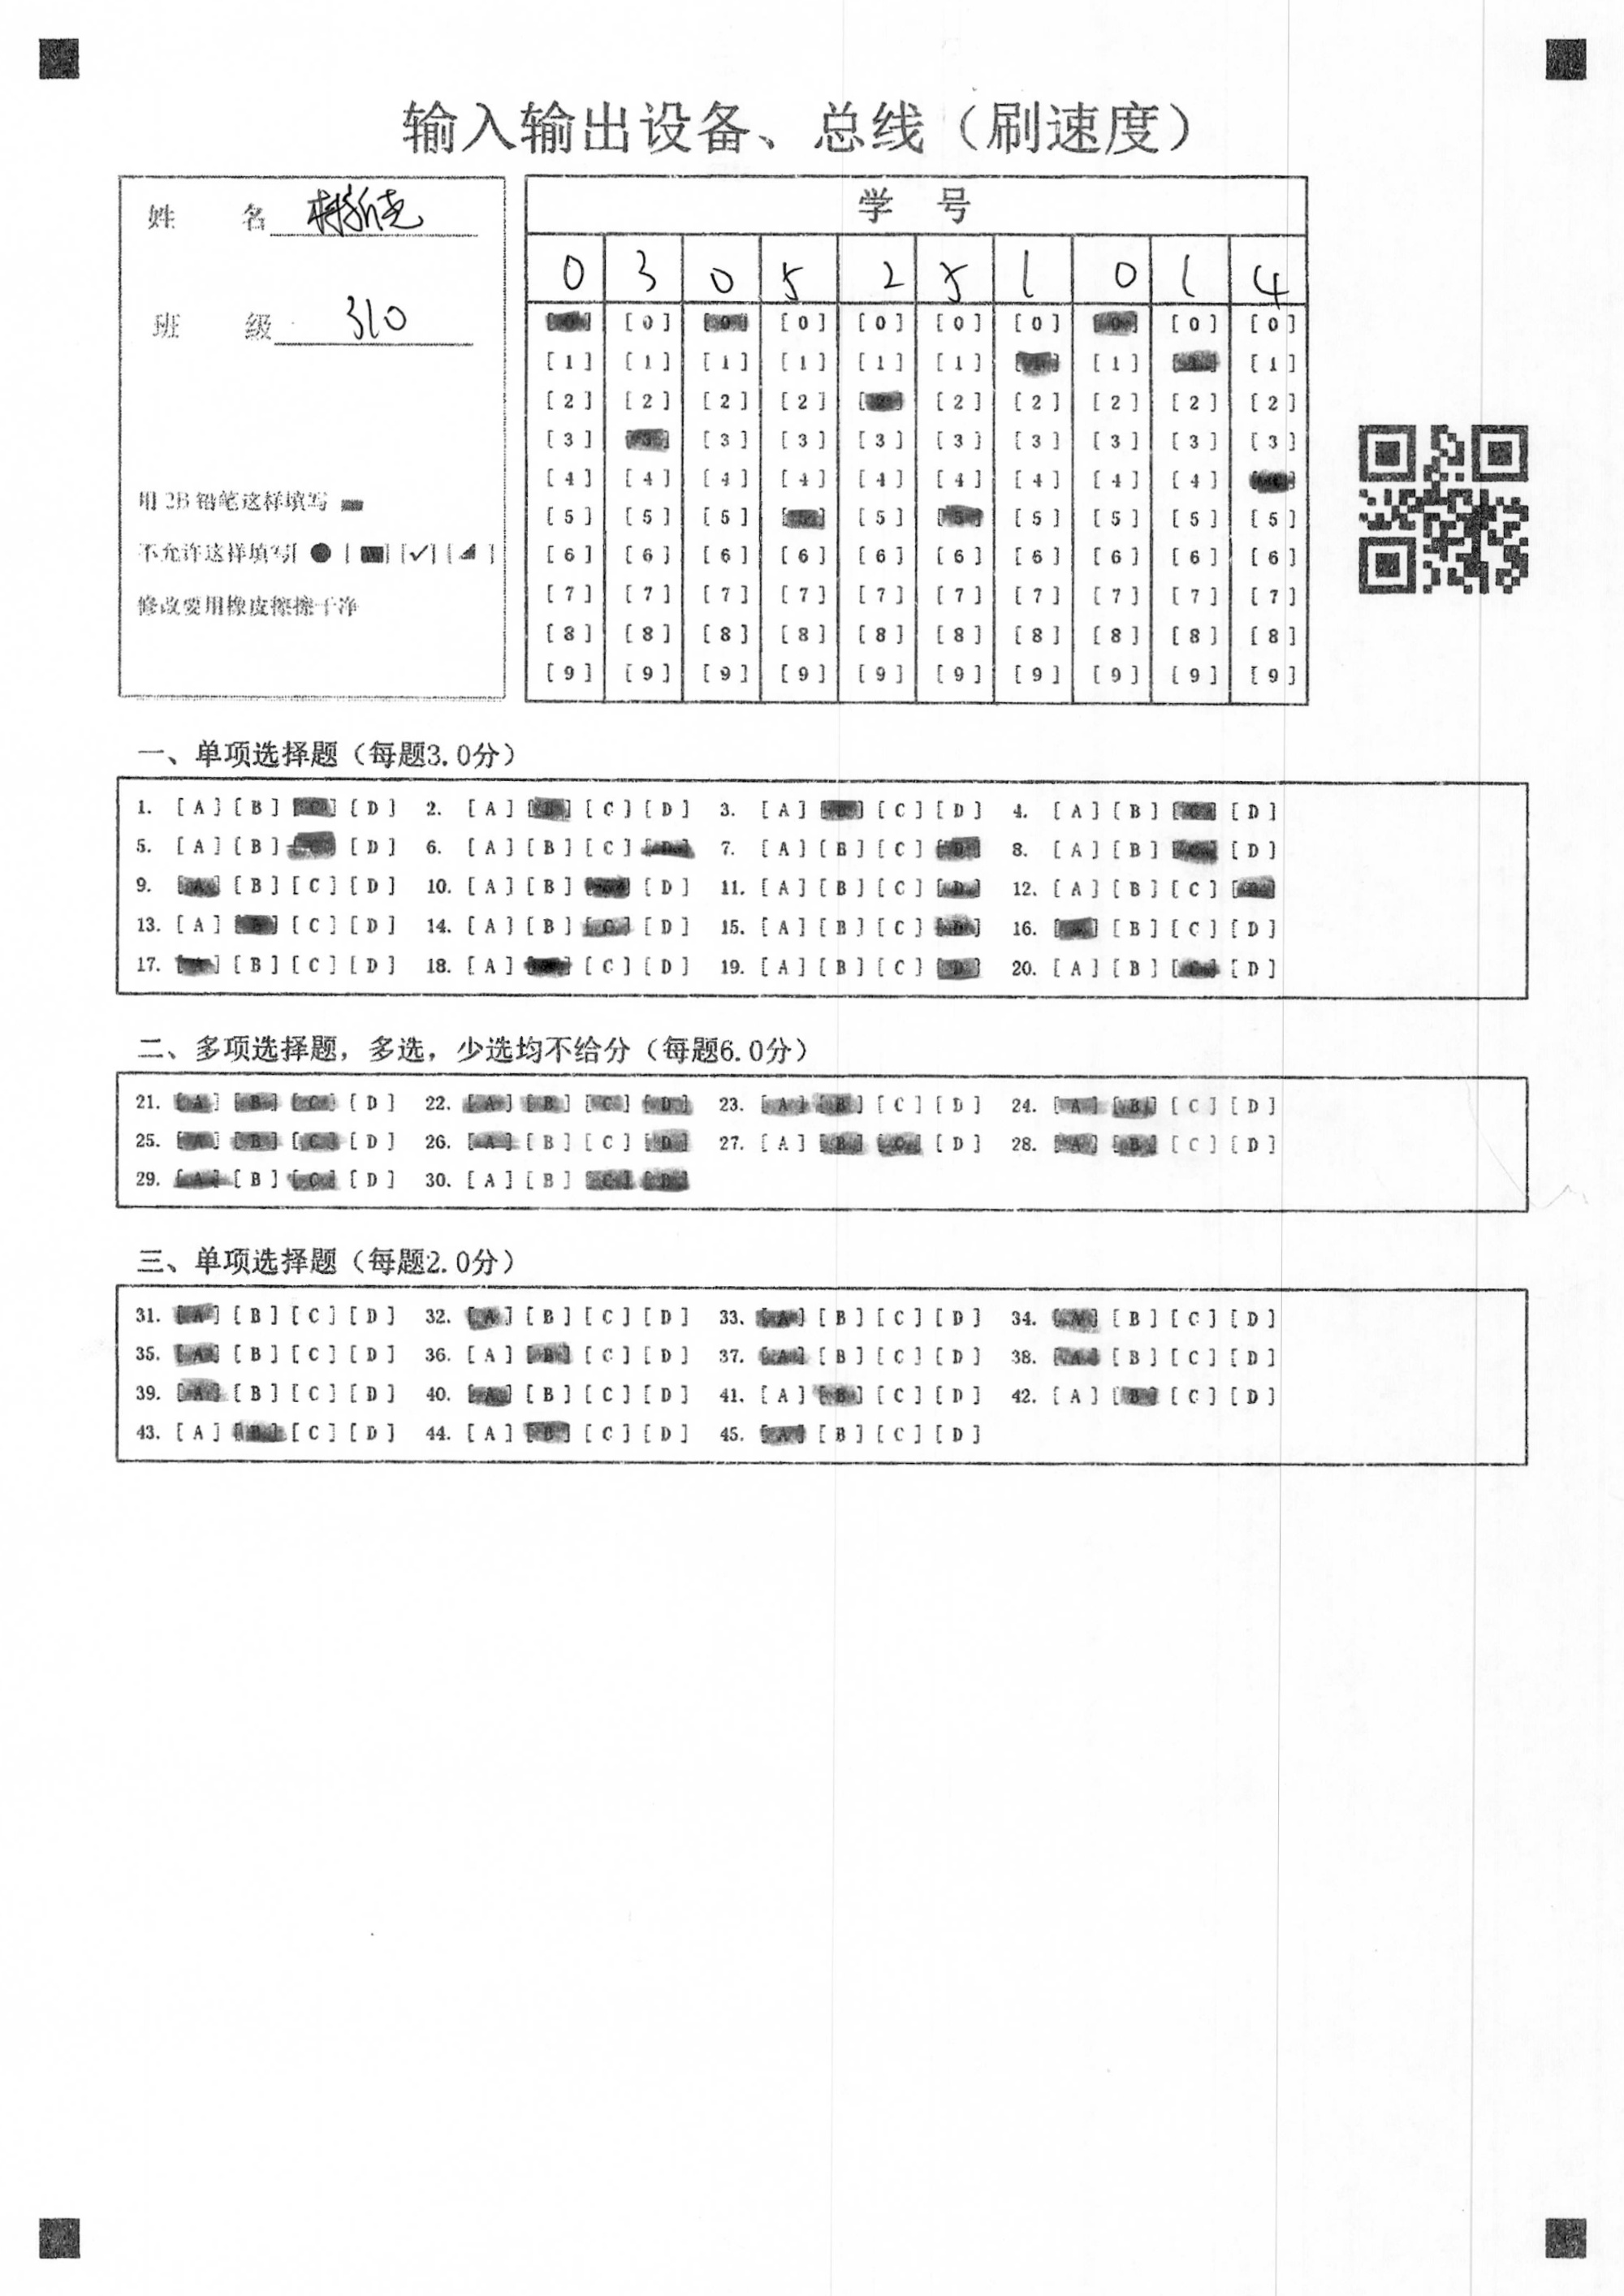 输入输出设备、总线（刷速度）
姓 名
班 级 310
用 2B 铅笔这样填写
不允许这样填写[ ● [ ■] [✓] [ ◢ ]
修改要用橡皮擦擦干净
学 号
0 3 0 5 2 5 1 0 1 4
[0] [0] [0] [0] [0] [0] [0] [0] [0] [0]
[1] [1] [1] [1] [1] [1] [1] [1] [1] [1]
[2] [2] [2] [2] [2] [2] [2] [2] [2] [2]
[3] [3] [3] [3] [3] [3] [3] [3] [3] [3]
[4] [4] [4] [4] [4] [4] [4] [4] [4] [4]
[5] [5] [5] [5] [5] [5] [5] [5] [5] [5]
[6] [6] [6] [6] [6] [6] [6] [6] [6] [6]
[7] [7] [7] [7] [7] [7] [7] [7] [7] [7]
[8] [8] [8] [8] [8] [8] [8] [8] [8] [8]
[9] [9] [9] [9] [9] [9] [9] [9] [9] [9]
一、单项选择题（每题3.0分）
1. [A] [B] [C] [D] 2. [A] [B] [C] [D] 3. [A] [B] [C] [D] 4. [A] [B] [C] [D]
5. [A] [B] [C] [D] 6. [A] [B] [C] [D] 7. [A] [B] [C] [D] 8. [A] [B] [C] [D]
9. [A] [B] [C] [D] 10. [A] [B] [C] [D] 11. [A] [B] [C] [D] 12. [A] [B] [C] [D]
13. [A] [B] [C] [D] 14. [A] [B] [C] [D] 15. [A] [B] [C] [D] 16. [A] [B] [C] [D]
17. [A] [B] [C] [D] 18. [A] [B] [C] [D] 19. [A] [B] [C] [D] 20. [A] [B] [C] [D]
二、多项选择题，多选，少选均不给分（每题6.0分）
21. [A] [B] [C] [D] 22. [A] [B] [C] [D] 23. [A] [B] [C] [D] 24. [A] [B] [C] [D]
25. [A] [B] [C] [D] 26. [A] [B] [C] [D] 27. [A] [B] [C] [D] 28. [A] [B] [C] [D]
29. [A] [B] [C] [D] 30. [A] [B] [C] [D]
三、单项选择题（每题2.0分）
31. [A] [B] [C] [D] 32. [A] [B] [C] [D] 33. [A] [B] [C] [D] 34. [A] [B] [C] [D]
35. [A] [B] [C] [D] 36. [A] [B] [C] [D] 37. [A] [B] [C] [D] 38. [A] [B] [C] [D]
39. [A] [B] [C] [D] 40. [A] [B] [C] [D] 41. [A] [B] [C] [D] 42. [A] [B] [C] [D]
43. [A] [B] [C] [D] 44. [A] [B] [C] [D] 45. [A] [B] [C] [D]